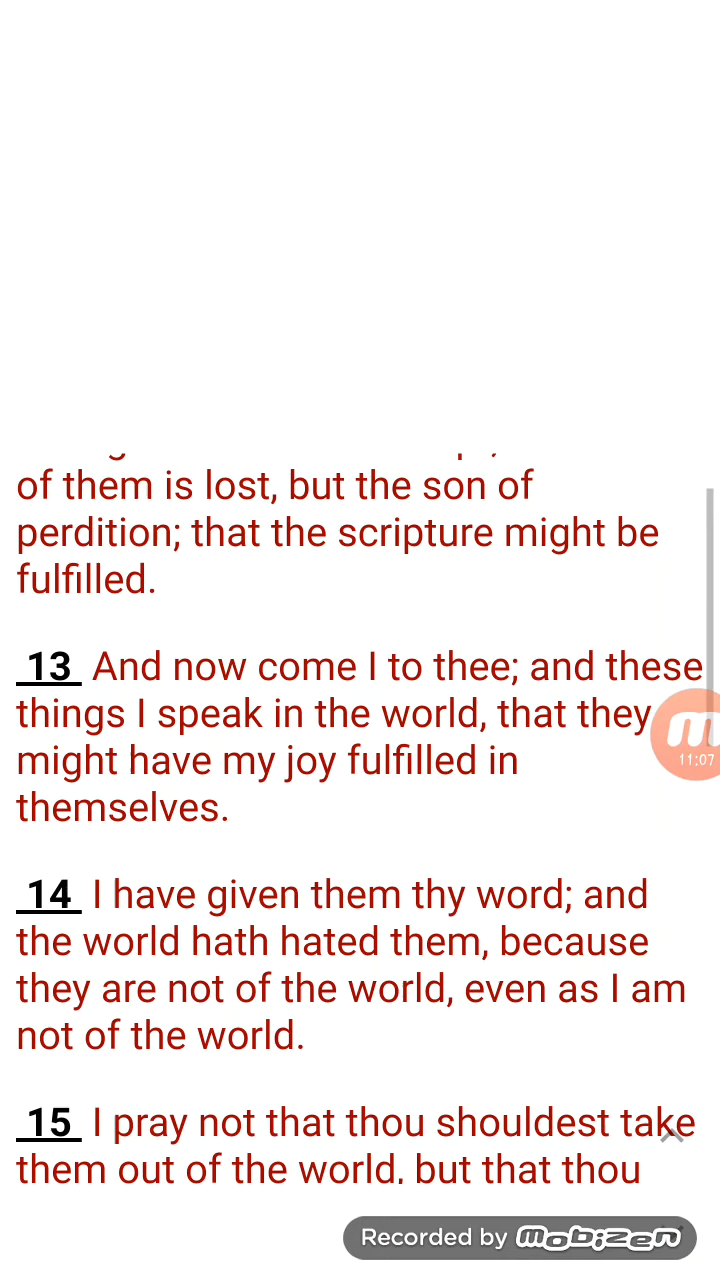 of them is lost, but the son of
perdition; that the scripture might be
fulfilled.
13 And now come I to thee; and these
things I speak in the world, that they
might have my joy fulfilled in
themselves.
14 I have given them thy word; and
the world hath hated them, because
they are not of the world, even as I am
not of the world.
15 I pray not that thou shouldest take
them out of the world, but that thou
m
11:07
Recorded by mobizen